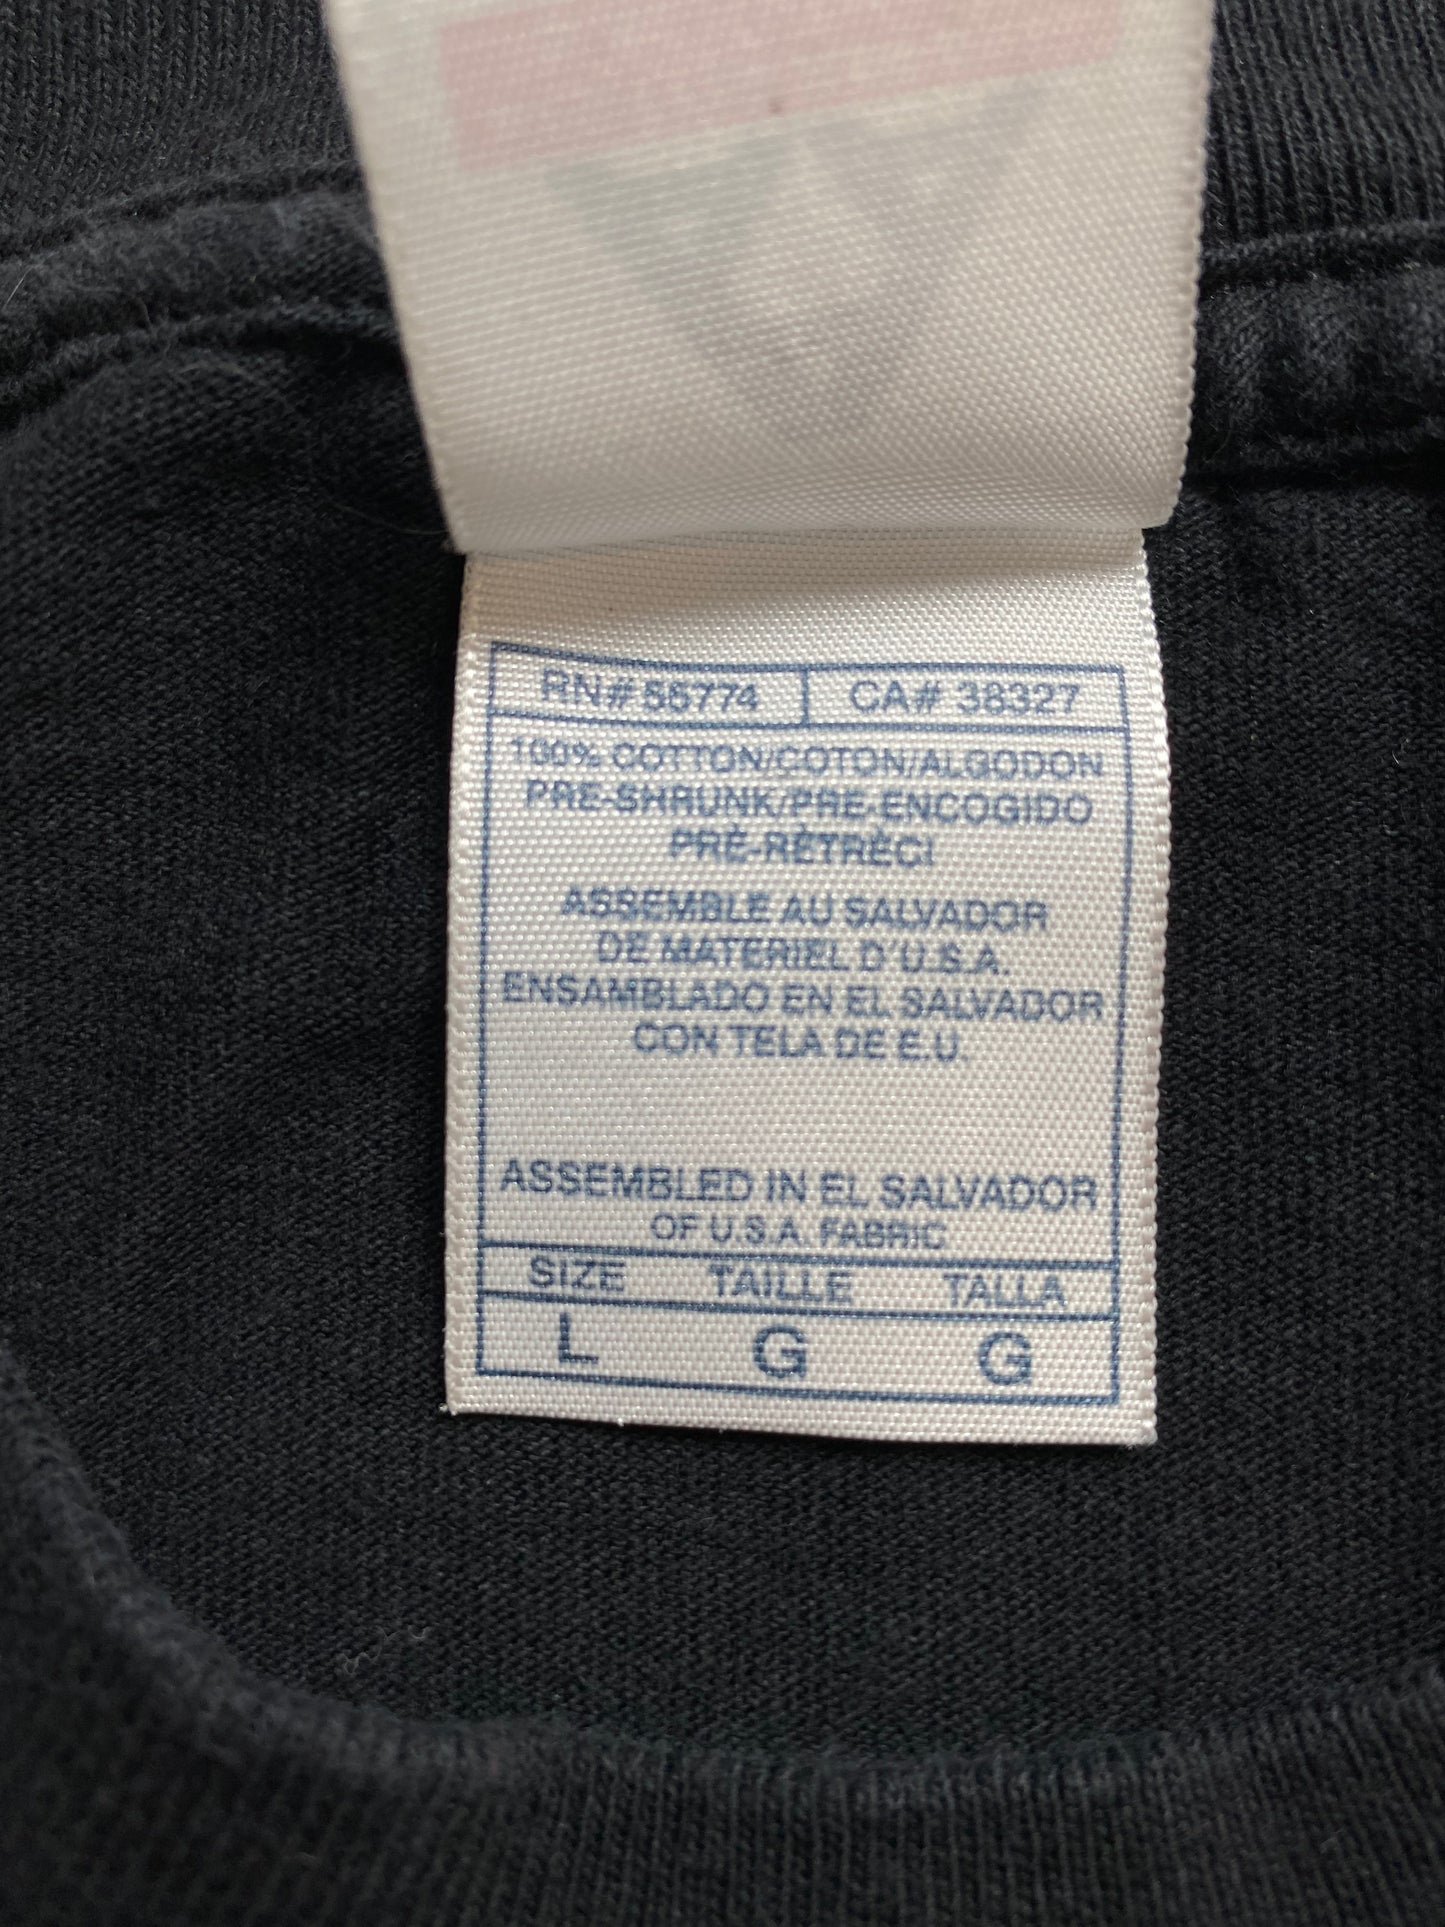 RN# 55774 CA# 38327
100% COTTON/COTON/ALGODON
PRE-SHRUNK/PRE-ENCOGIDO
PRÉ-RÉTRÉCI
ASSEMBLE AU SALVADOR
DE MATERIEL D'U.S.A.
ENSAMBLADO EN EL SALVADOR
CON TELA DE E.U.
ASSEMBLED IN EL SALVADOR
OF U.S.A. FABRIC
SIZE TAILLE TALLA
L G G